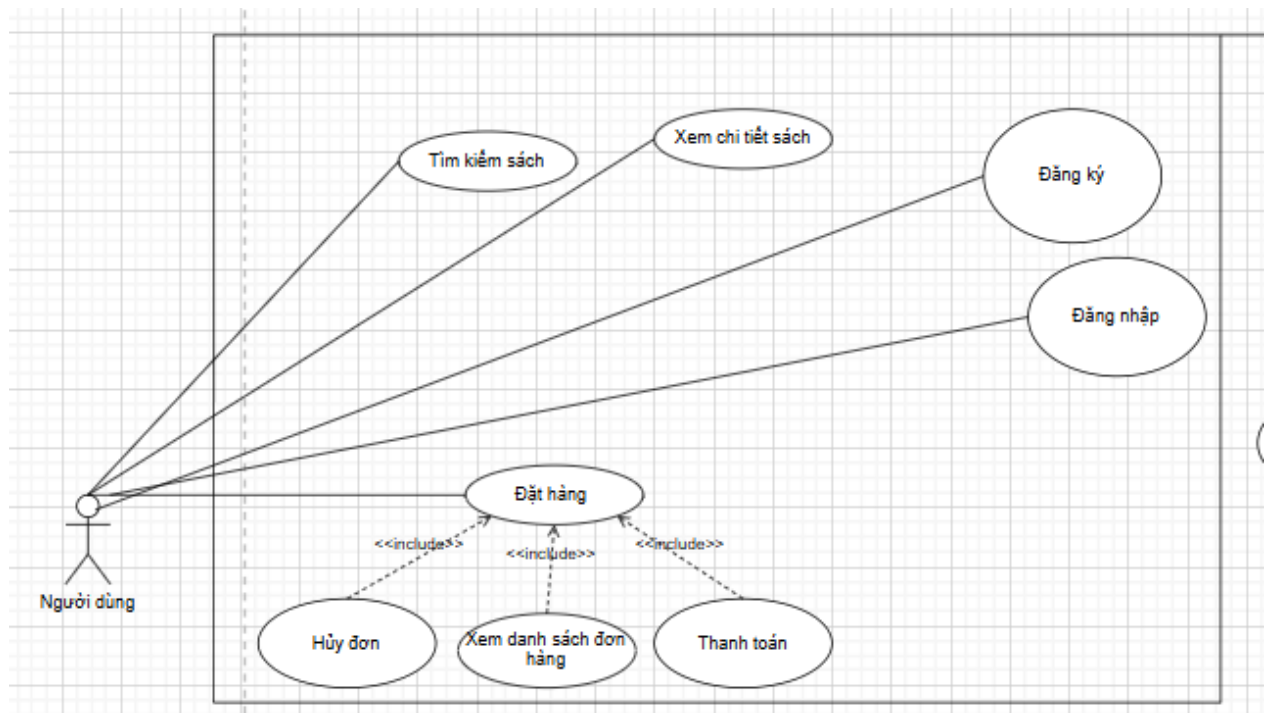 Xem chi tiết sách
Tìm kiếm sách
Đăng ký
Đăng nhập
Đặt hàng
<<include>>
<<include>>
<<include>>
Người dùng
Hủy đơn
Xem danh sách đơn
hàng
Thanh toán